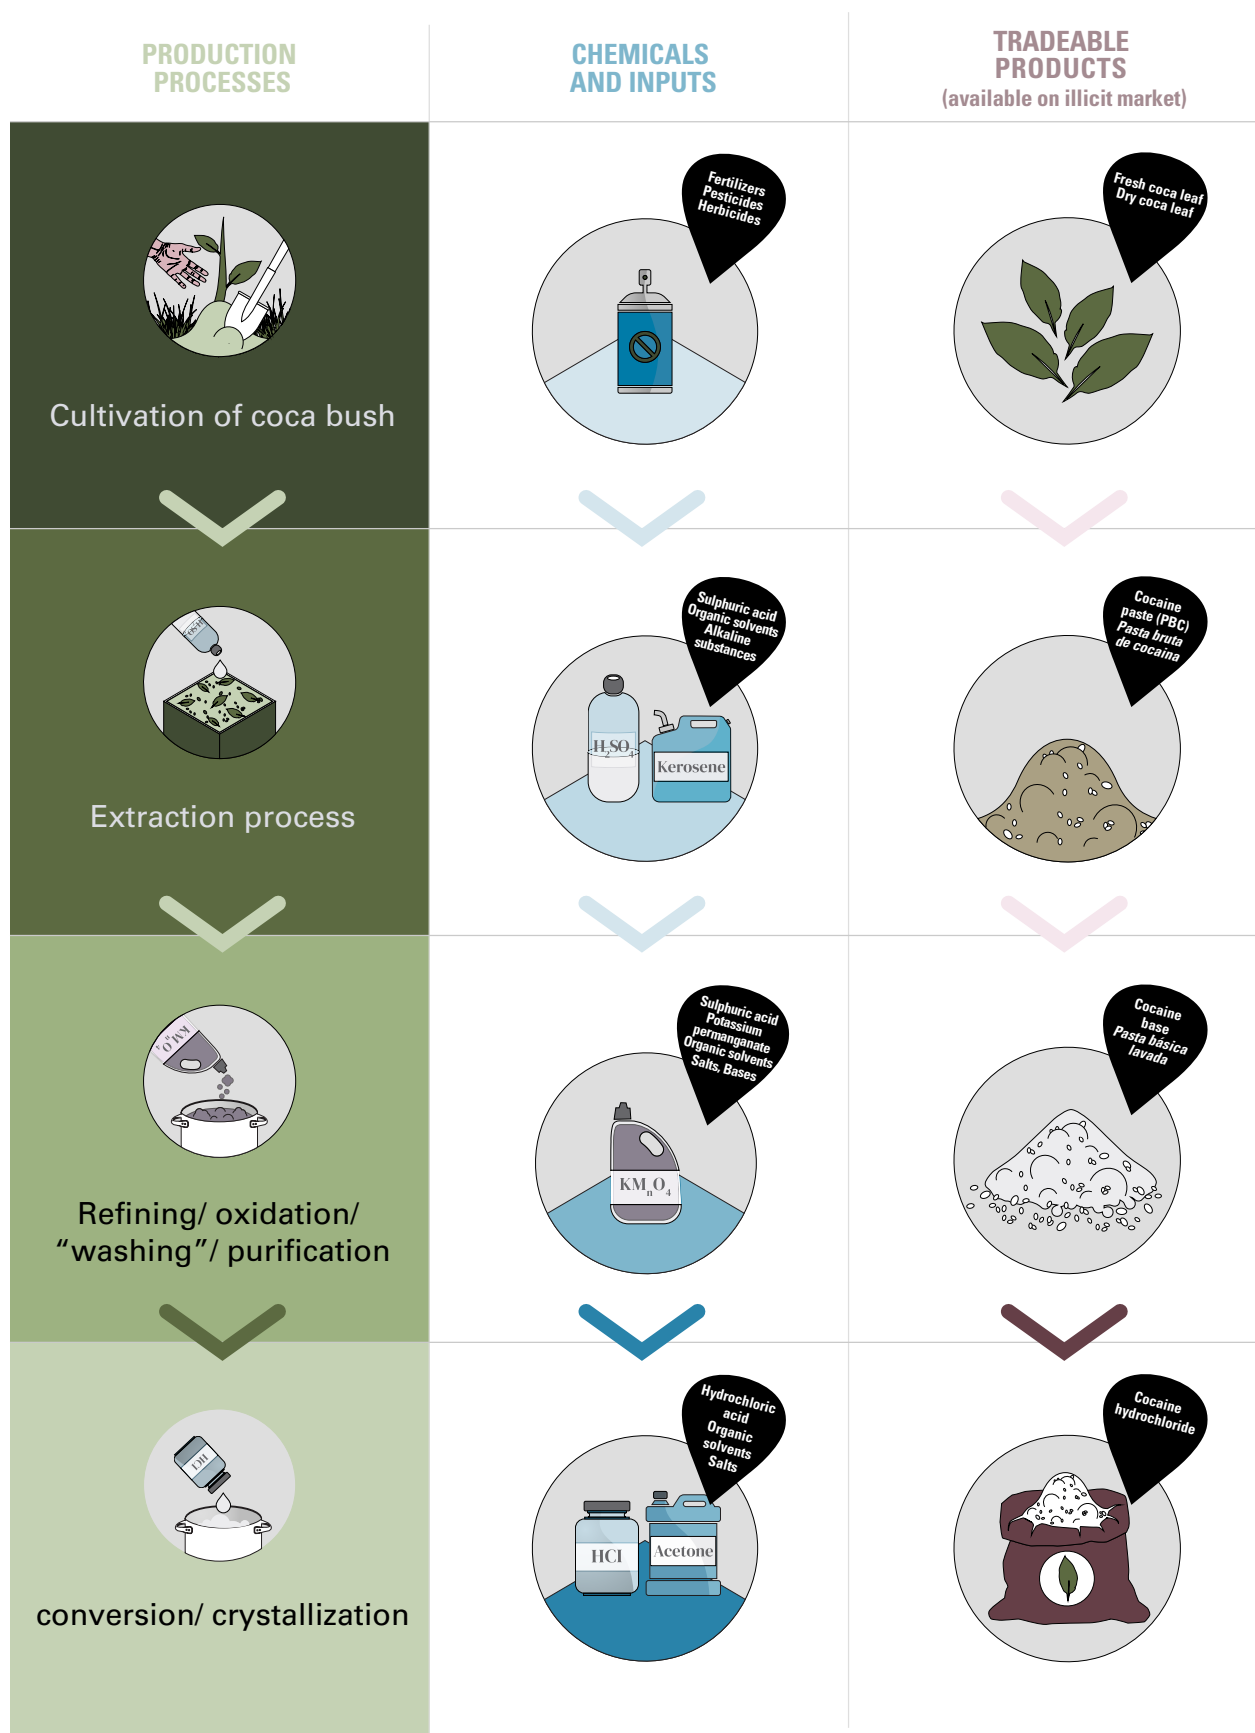 PRODUCTION
PROCESSES
CHEMICALS
AND INPUTS
TRADEABLE
PRODUCTS
(available on illicit market)
Cultivation of coca bush
Fertilizers
Pesticides
Herbicides
Fresh coca leaf
Dry coca leaf
Extraction process
Sulphuric acid
Organic solvents
Alkaline
substances
H2SO4
Kerosene
Cocaine
paste (PBC)
Pasta bruta
de cocaina
KMnO4
Refining/ oxidation/
“washing”/ purification
Sulphuric acid
Potassium
permanganate
Organic solvents
Salts, Bases
KMnO4
Cocaine
base
Pasta básica
lavada
HCl
conversion/ crystallization
Hydrochloric
acid
Organic
solvents
Salts
HCl
Acetone
Cocaine
hydrochloride